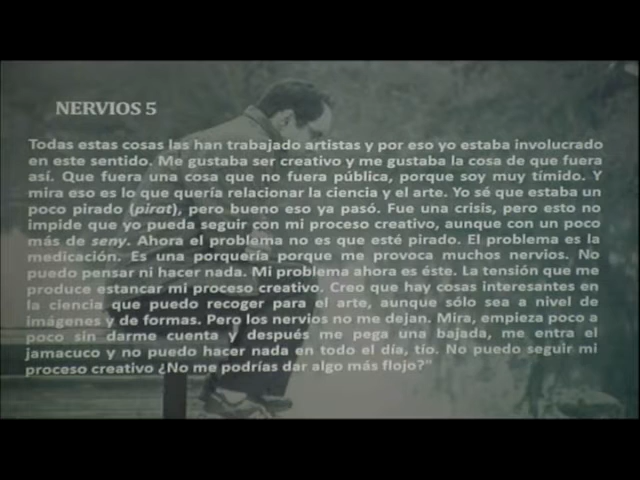 NERVIOS 5
Todas estas cosas las han trabajado artistas y por eso yo estaba involucrado
en este sentido. Me gustaba ser creativo y me gustaba la cosa de que fuera
así. Que fuera una cosa que no fuera pública, porque soy muy tímido. Y
mira eso es lo que quería relacionar la ciencia y el arte. Yo sé que estaba un
poco pirado (pirat), pero bueno eso ya pasó. Fue una crisis, pero esto no
impide que yo pueda seguir con mi proceso creativo, aunque con un poco
más de seny. Ahora el problema no es que esté pirado. El problema es la
medicación. Es una porquería porque me provoca muchos nervios. No
puedo pensar ni hacer nada. Mi problema ahora es éste. La tensión que me
produce estancar mi proceso creativo. Creo que hay cosas interesantes en
la ciencia que puedo recoger para el arte, aunque sólo sea a nivel de
imágenes y de formas. Pero los nervios no me dejan. Mira, empieza poco a
poco sin darme cuenta y después me pega una bajada, me entra el
jamacuco y no puedo hacer nada en todo el día, tío. No puedo seguir mi
proceso creativo ¿No me podrías dar algo más flojo?"